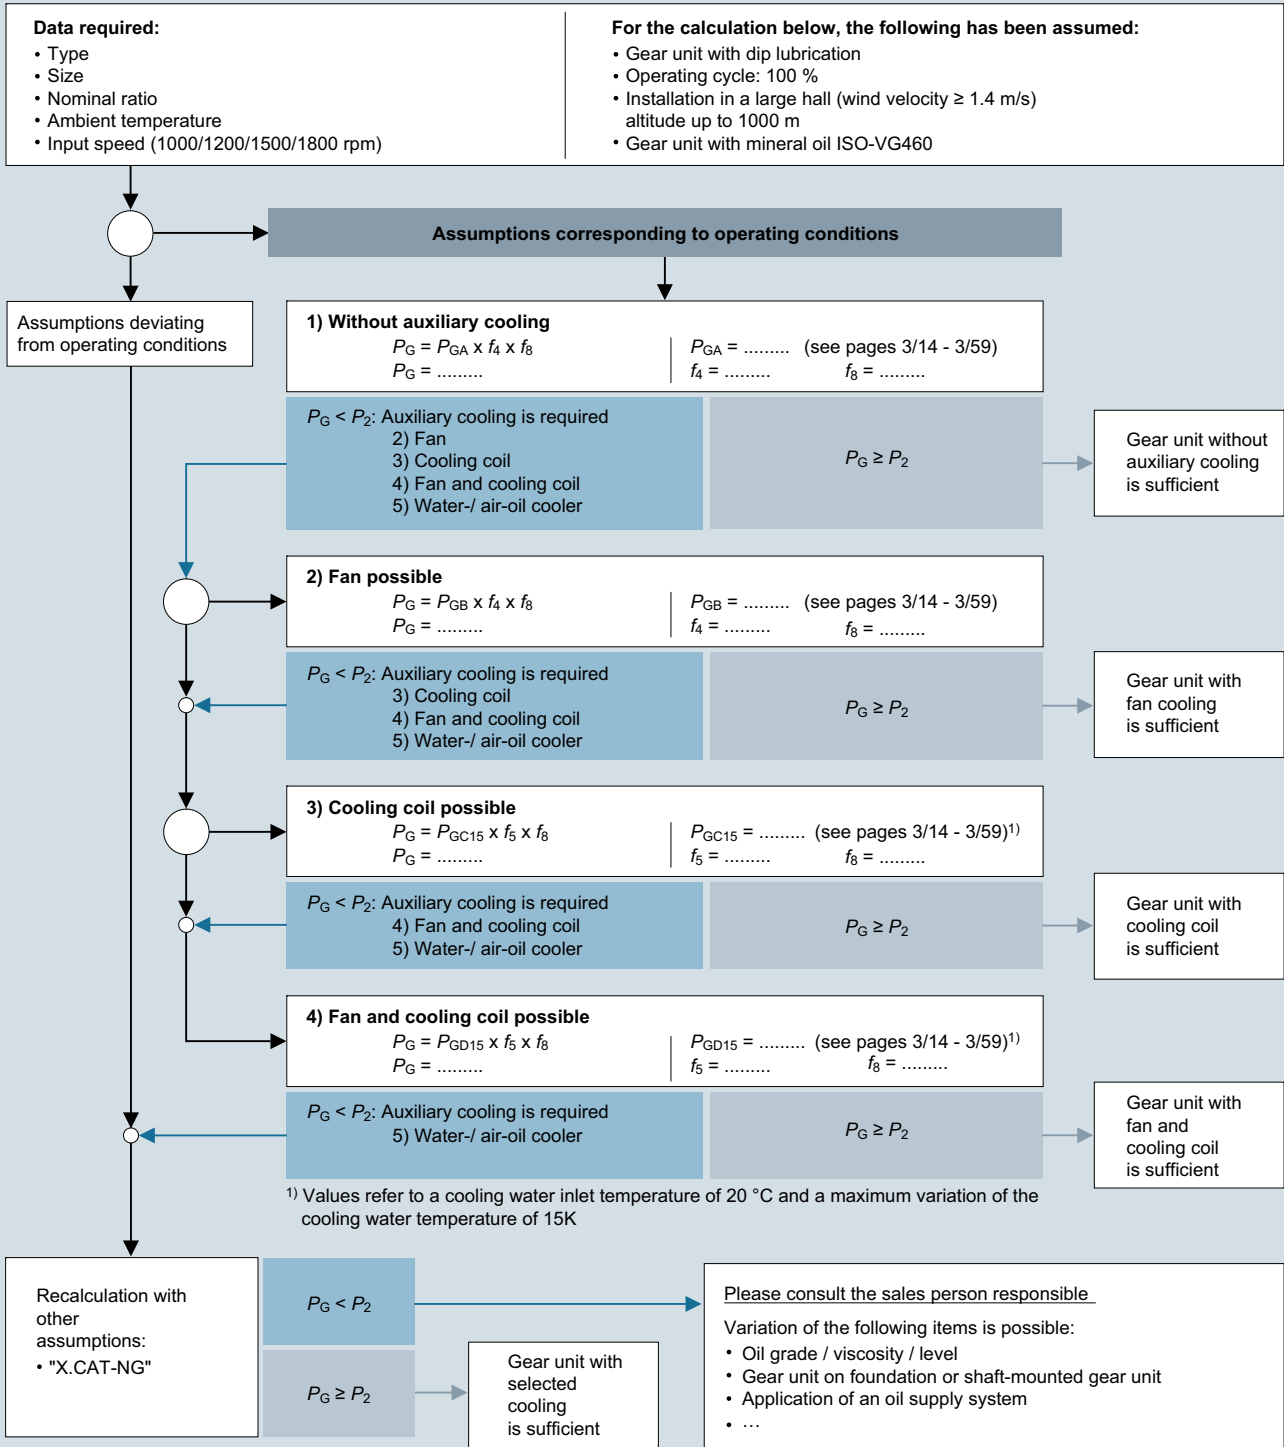 Data required:
• Type
• Size
• Nominal ratio
• Ambient temperature
• Input speed (1000/1200/1500/1800 rpm)
For the calculation below, the following has been assumed:
• Gear unit with dip lubrication
• Operating cycle: 100 %
• Installation in a large hall (wind velocity ≥ 1.4 m/s)
altitude up to 1000 m
• Gear unit with mineral oil ISO-VG460
Assumptions corresponding to operating conditions
Assumptions deviating
from operating conditions
1) Without auxiliary cooling
PG = PGA x f4 x f8
PG = .........
PGA = ......... (see pages 3/14 - 3/59)
f4 = ......... f8 = .........
PG < P2: Auxiliary cooling is required
2) Fan
3) Cooling coil
4) Fan and cooling coil
5) Water-/ air-oil cooler
PG ≥ P2
Gear unit without
auxiliary cooling
is sufficient
2) Fan possible
PG = PGB x f4 x f8
PG = .........
PGB = ......... (see pages 3/14 - 3/59)
f4 = ......... f8 = .........
PG < P2: Auxiliary cooling is required
3) Cooling coil
4) Fan and cooling coil
5) Water-/ air-oil cooler
PG ≥ P2
Gear unit with
fan cooling
is sufficient
3) Cooling coil possible
PG = PGC15 x f5 x f8
PG = .........
PGC15 = ......... (see pages 3/14 - 3/59)1)
f5 = ......... f8 = .........
PG < P2: Auxiliary cooling is required
4) Fan and cooling coil
5) Water-/ air-oil cooler
PG ≥ P2
Gear unit with
cooling coil
is sufficient
4) Fan and cooling coil possible
PG = PGD15 x f5 x f8
PG = .........
PGD15 = ......... (see pages 3/14 - 3/59)1)
f5 = ......... f8 = .........
PG < P2: Auxiliary cooling is required
5) Water-/ air-oil cooler
PG ≥ P2
Gear unit with
fan and
cooling coil
is sufficient
1) Values refer to a cooling water inlet temperature of 20 °C and a maximum variation of the
cooling water temperature of 15K
Recalculation with
other
assumptions:
• "X.CAT-NG"
PG < P2
PG ≥ P2
Gear unit with
selected
cooling
is sufficient
Please consult the sales person responsible
Variation of the following items is possible:
• Oil grade / viscosity / level
• Gear unit on foundation or shaft-mounted gear unit
• Application of an oil supply system
• …